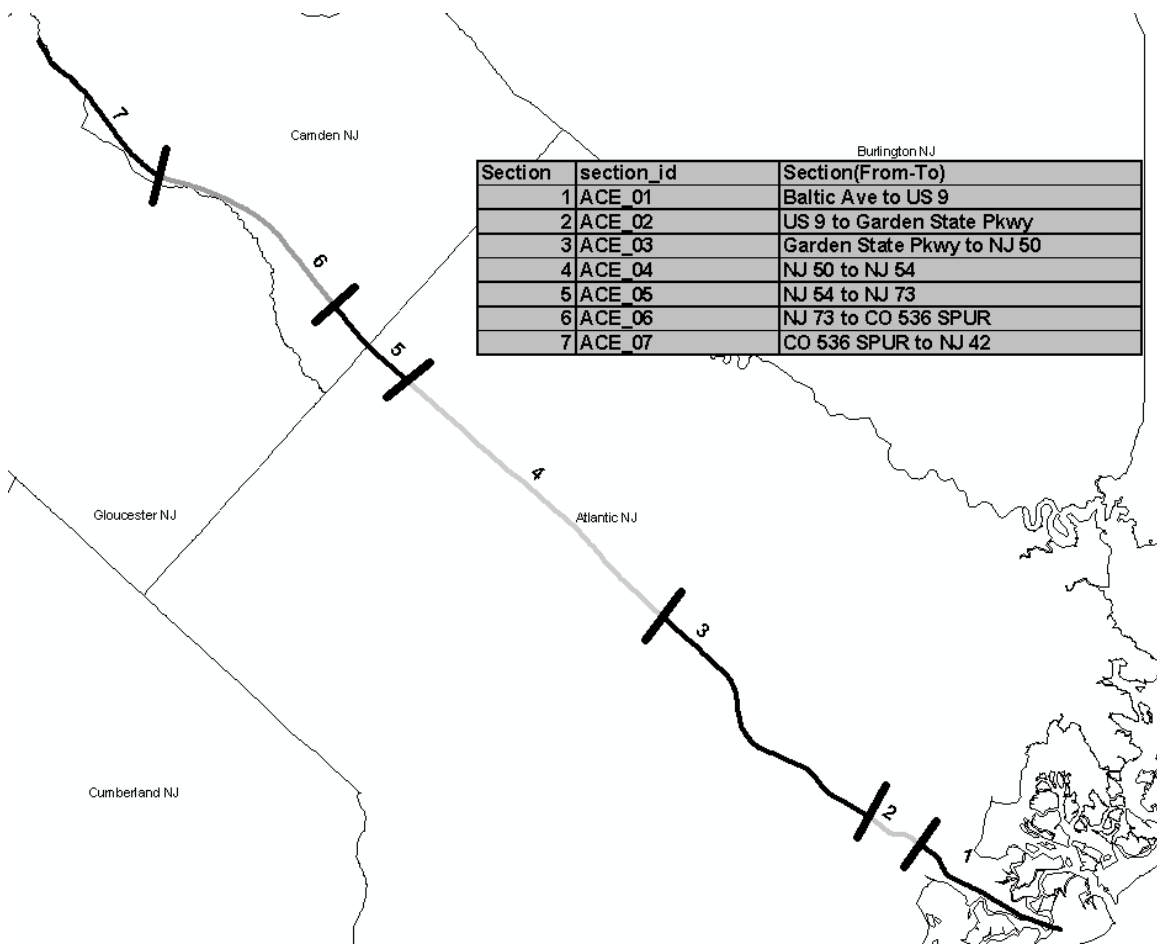 7
Camden NJ
Burlington NJ
Section section_id Section(From-To)
1 ACE_01 Baltic Ave to US 9
2 ACE_02 US 9 to Garden State Pkwy
3 ACE_03 Garden State Pkwy to NJ 50
4 ACE_04 NJ 50 to NJ 54
5 ACE_05 NJ 54 to NJ 73
6 ACE_06 NJ 73 to CO 536 SPUR
7 ACE_07 CO 536 SPUR to NJ 42
6
5
4
Gloucester NJ
Atlantic NJ
3
Cumberland NJ
2
1